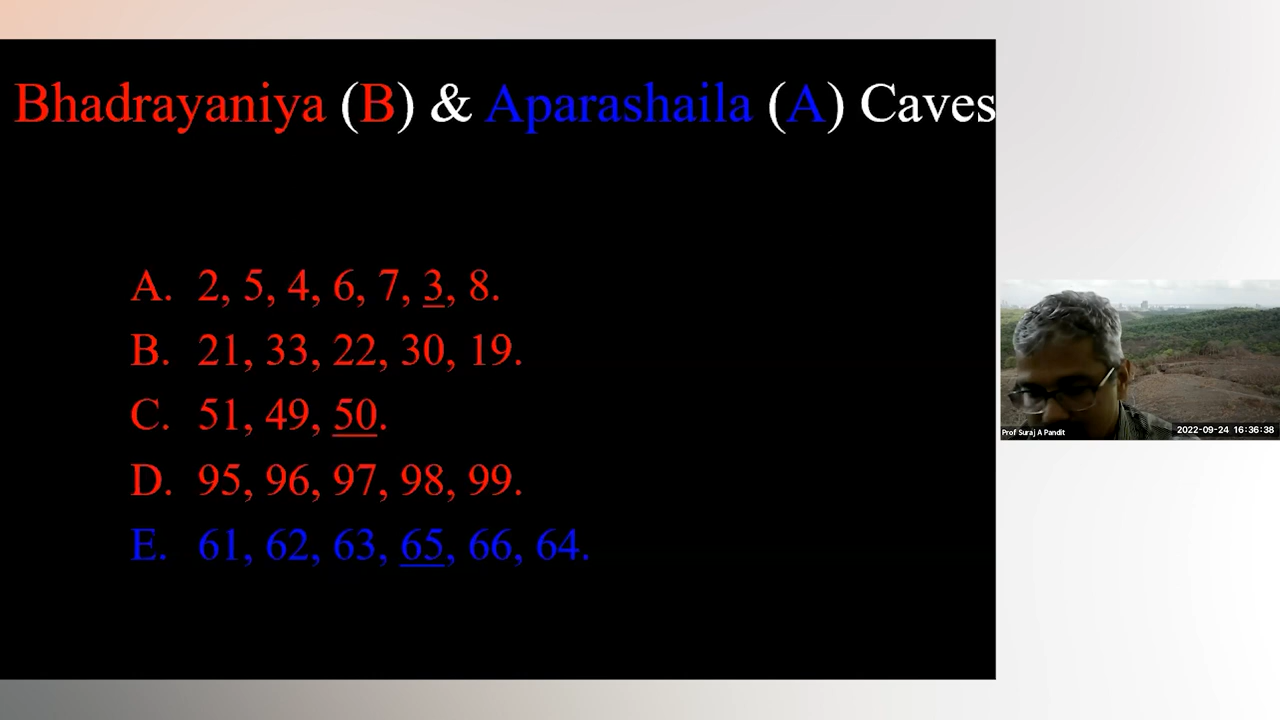 Bhadrayaniya (B) & Aparashaila (A) Caves
A. 2, 5, 4, 6, 7, 3, 8.
B. 21, 33, 22, 30, 19.
C. 51, 49, 50.
D. 95, 96, 97, 98, 99.
E. 61, 62, 63, 65, 66, 64.
Prof Suraj A Pandit
2022-09-24 16:36:38